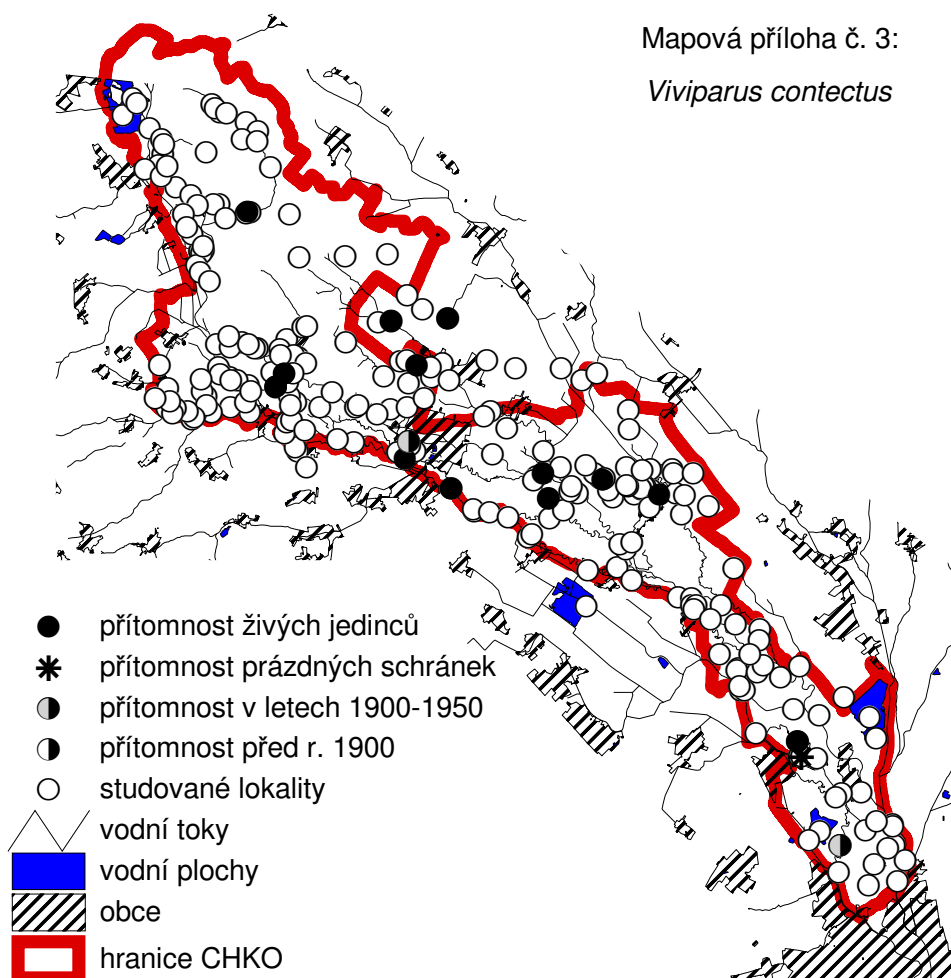 Mapová příloha č. 3:
Viviparus contectus
přítomnost živých jedinců
přítomnost prázdných schránek
přítomnost v letech 1900-1950
přítomnost před r. 1900
studované lokality
vodní toky
vodní plochy
obce
hranice CHKO